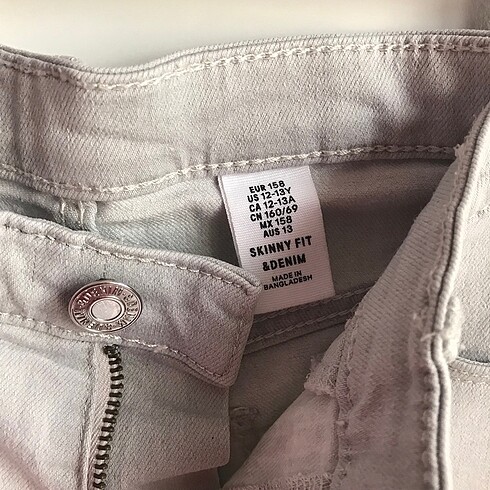 EUR 158
US 12-13Y
CA 12-13A
CN 160/69
MX 158
AUS 13
SKINNY FIT
&DENIM
MADE IN
BANGLADESH